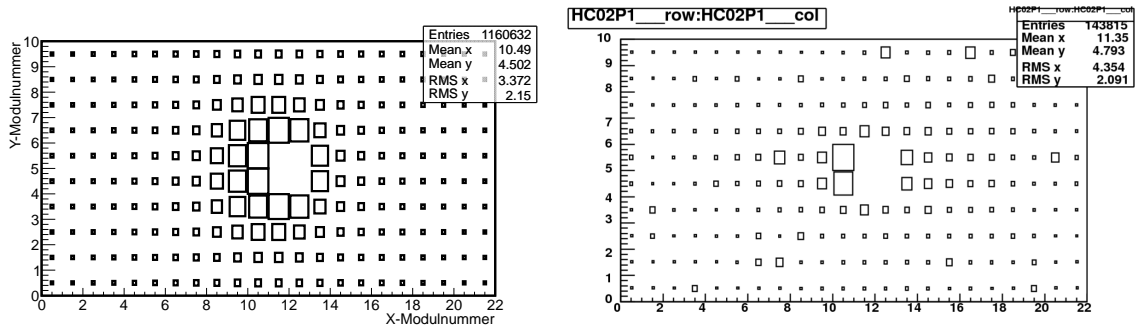 Entries 1160632
Mean x 10.49
Mean y 4.502
RMS x 3.372
RMS y 2.15
Y-Modulnummer
10
9
8
7
6
5
4
3
2
1
0
0 2 4 6 8 10 12 14 16 18 20 22
X-Modulnummer
HC02P1___row:HC02P1___col
HC02P1___row:HC02P1___col
Entries 143815
Mean x 11.35
Mean y 4.793
RMS x 4.354
RMS y 2.091
10
9
8
7
6
5
4
3
2
1
0
0 2 4 6 8 10 12 14 16 18 20 22